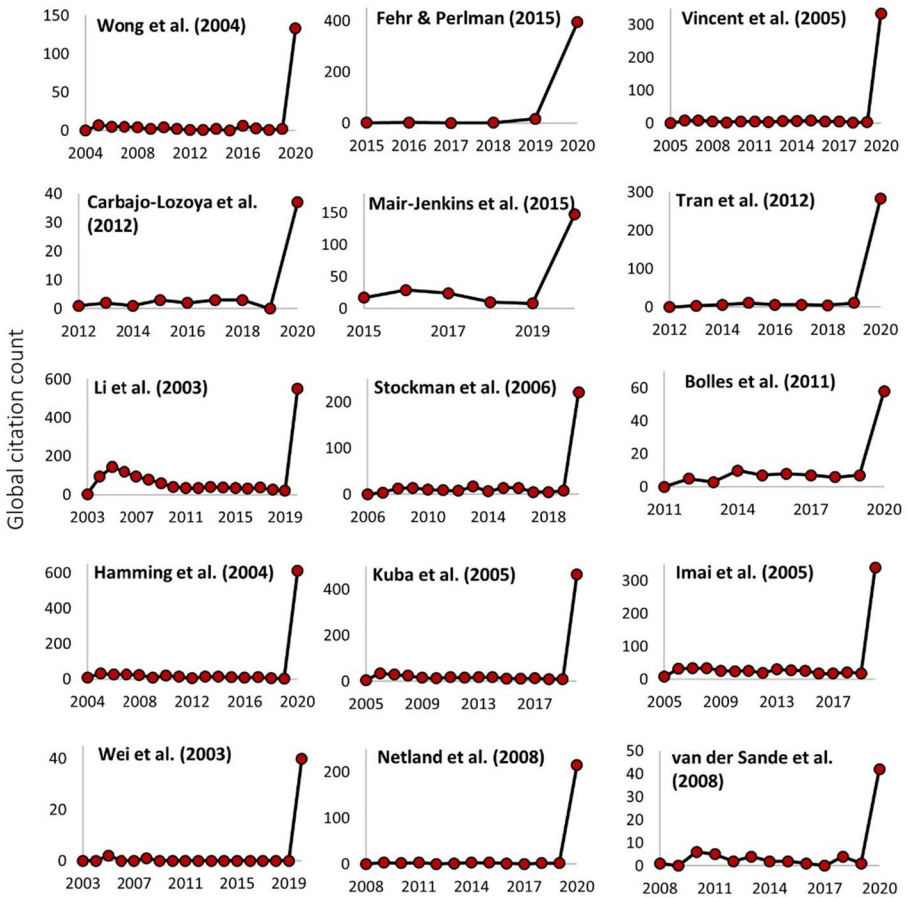 Global citation count
Wong et al. (2004)
150
100
50
0
2004 2008 2012 2016 2020
Fehr & Perlman (2015)
400
200
0
2015 2016 2017 2018 2019 2020
Vincent et al. (2005)
300
200
100
0
2005 2008 2011 2014 2017 2020
Carbajo-Lozoya et al.
(2012)
40
30
20
10
0
2012 2014 2016 2018 2020
Mair-Jenkins et al. (2015)
150
100
50
0
2015 2017 2019
Tran et al. (2012)
300
200
100
0
2012 2014 2016 2018 2020
Li et al. (2003)
600
400
200
0
2003 2007 2011 2015 2019
Stockman et al. (2006)
200
100
0
2006 2010 2014 2018
Bolles et al. (2011)
60
40
20
0
2011 2014 2017 2020
Hamming et al. (2004)
600
400
200
0
2004 2008 2012 2016 2020
Kuba et al. (2005)
400
200
0
2005 2009 2013 2017
Imai et al. (2005)
300
200
100
0
2005 2009 2013 2017
Wei et al. (2003)
40
20
0
2003 2007 2011 2015 2019
Netland et al. (2008)
200
100
0
2008 2011 2014 2017 2020
van der Sande et al.
(2008)
50
40
30
20
10
0
2008 2011 2014 2017 2020